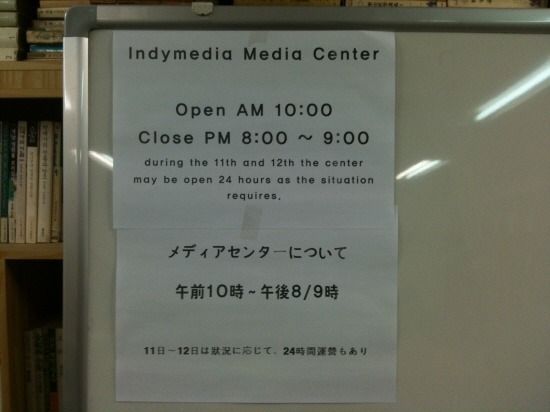 Indymedia Media Center
Open AM 10:00
Close PM 8:00 ～ 9:00
during the 11th and 12th the center
may be open 24 hours as the situation
requires.
メディアセンターについて
午前10時~午後8/9時
11日～12日は狀況に応じて、24時間運營もあり